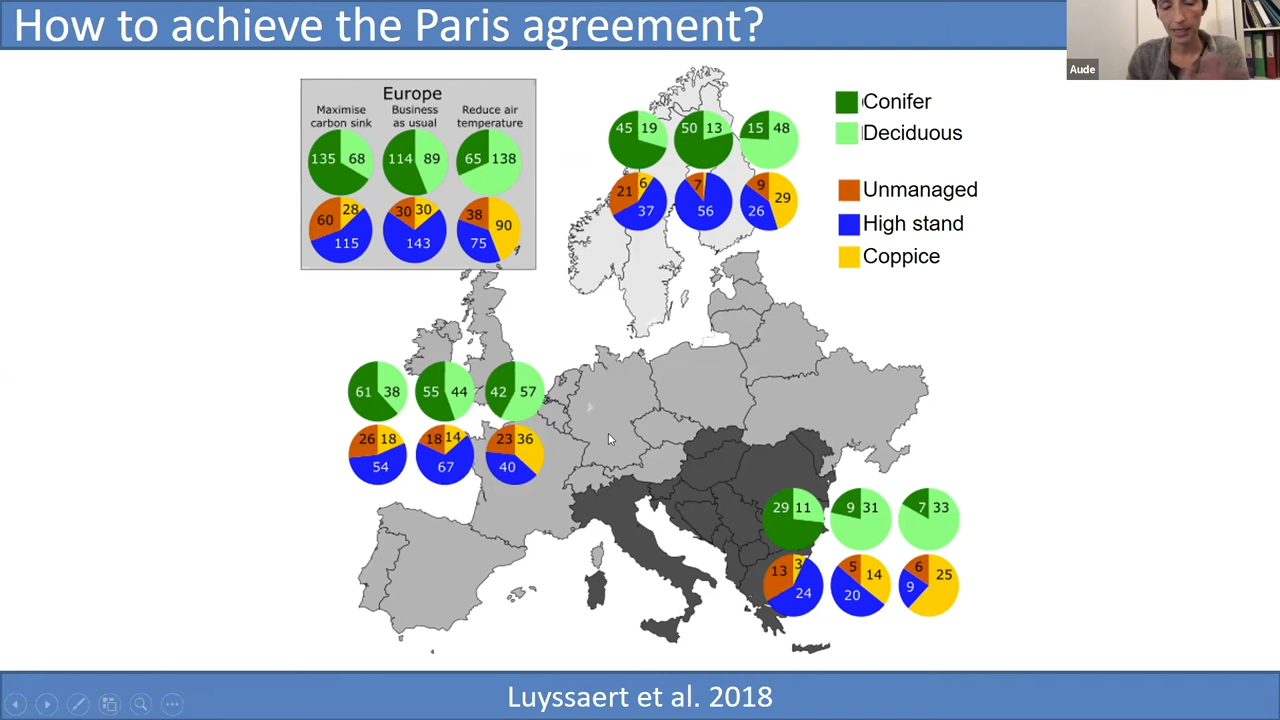 How to achieve the Paris agreement?
Aude
Europe
Maximise carbon sink
Business as usual
Reduce air temperature
135 68
114 89
65 138
60 28 115
30 30 143
38 90 75
45 19
50 13
15 48
21 6 37
7 56
9 29 26
Conifer
Deciduous
Unmanaged
High stand
Coppice
61 38
55 44
42 57
26 18 54
18 14 67
23 36 40
29 11
9 31
7 33
13 3 24
5 14 20
6 25 9
Luyssaert et al. 2018